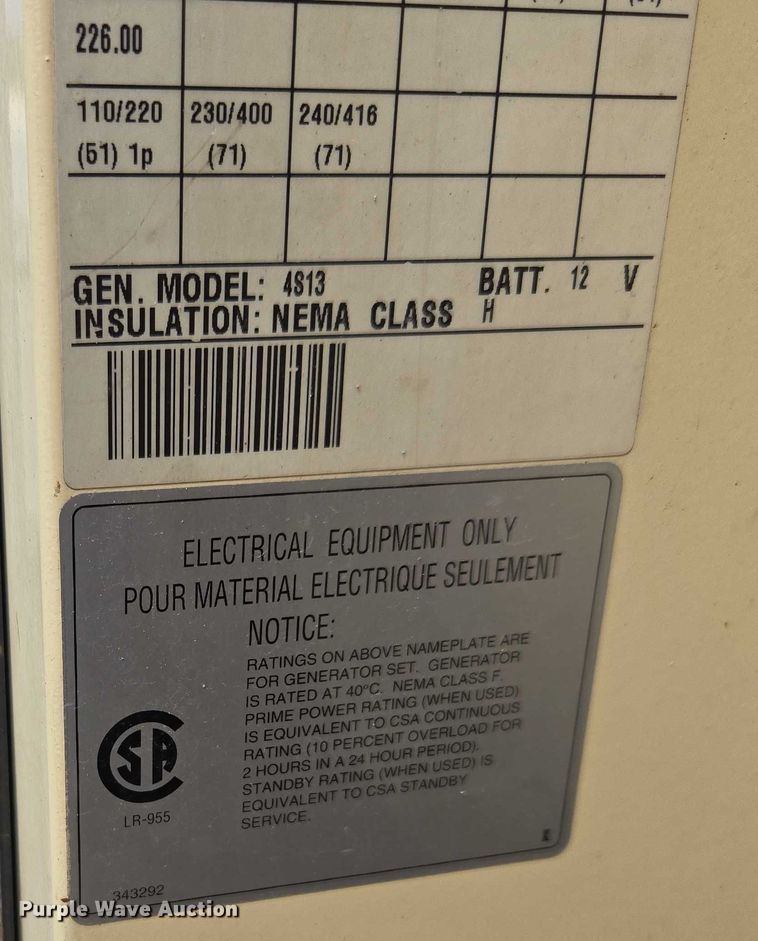 226.00
110/220 230/400 240/416
(51) 1p (71) (71)
GEN. MODEL: 4S13 BATT. 12 V
INSULATION: NEMA CLASS H
ELECTRICAL EQUIPMENT ONLY
POUR MATERIAL ELECTRIQUE SEULEMENT
NOTICE:
RATINGS ON ABOVE NAMEPLATE ARE
FOR GENERATOR SET. GENERATOR
IS RATED AT 40°C. NEMA CLASS F.
PRIME POWER RATING (WHEN USED)
IS EQUIVALENT TO CSA CONTINUOUS
RATING (10 PERCENT OVERLOAD FOR
2 HOURS IN A 24 HOUR PERIOD).
STANDBY RATING (WHEN USED) IS
EQUIVALENT TO CSA STANDBY
SERVICE.
CSA
LR-955
343292
Purple Wave Auction